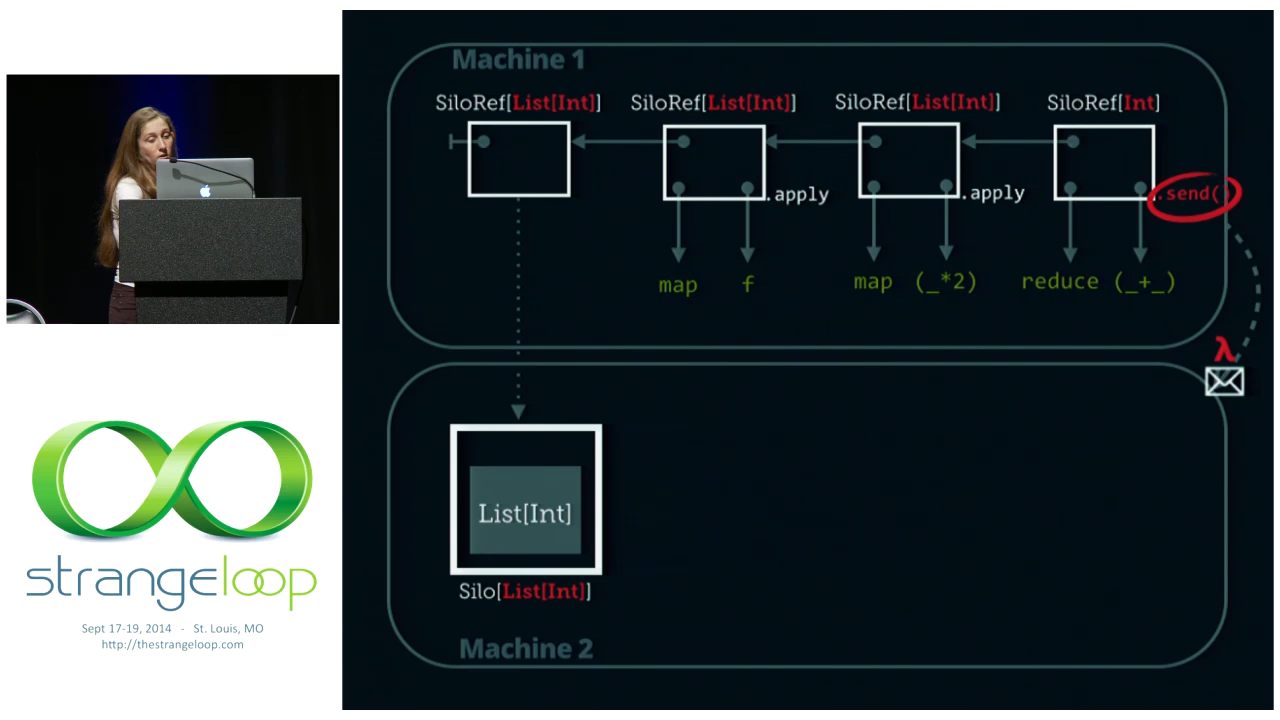 Machine 1
SiloRef[List[Int]] SiloRef[List[Int]] SiloRef[List[Int]] SiloRef[Int]
.apply .apply .send()
map f map (_*2) reduce (_+_)
λ
List[Int]
Silo[List[Int]]
Machine 2
strangeloop
Sept 17-19, 2014 - St. Louis, MO
http://thestrangeloop.com